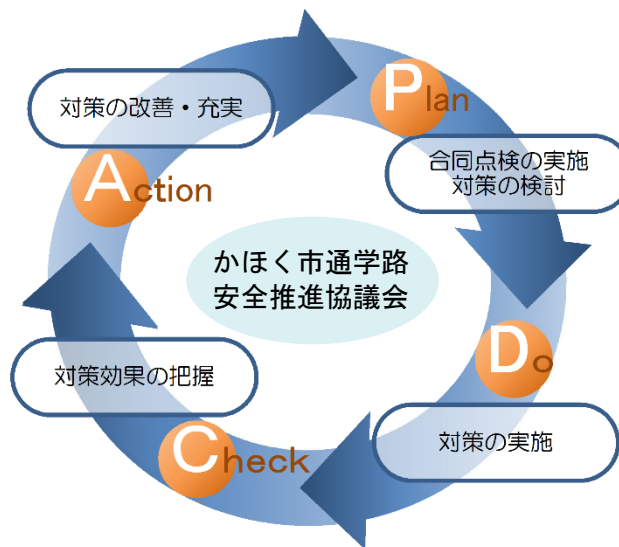 Plan
合同点検の実施
対策の検討
Do
対策の実施
Check
対策効果の把握
Action
対策の改善・充実
かほく市通学路
安全推進協議会